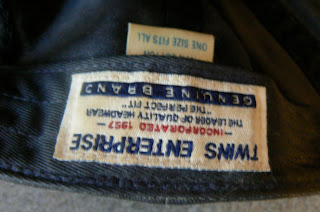 TWINS ENTERPRISE
INCORPORATED 1957
THE LEADER OF QUALITY HEADWEAR
"THE PERFECT FIT"
GENUINE BRAND
ONE SIZE FITS ALL